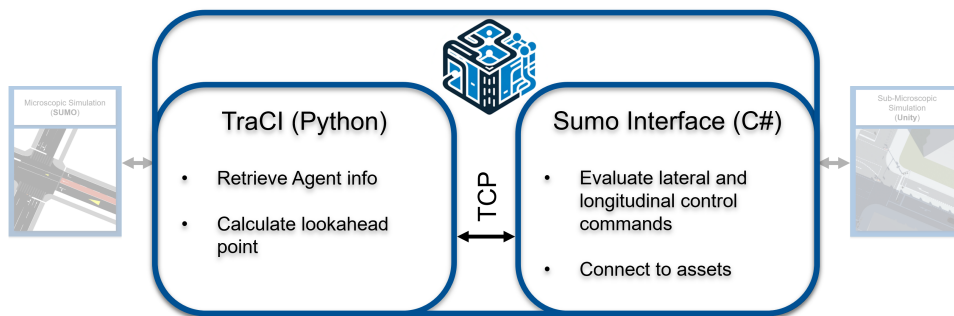 Microscopic Simulation
(SUMO)
TraCI (Python)
• Retrieve Agent info
• Calculate lookahead
point
TCP
Sumo Interface (C#)
• Evaluate lateral and
longitudinal control
commands
• Connect to assets
Sub-Microscopic
Simulation
(Unity)